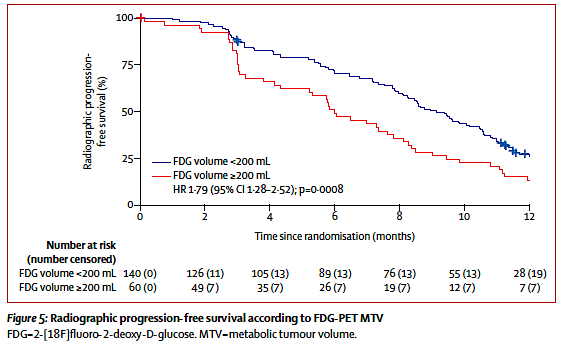 100
75
50
25
0
Radiographic progression-
free survival (%)
FDG volume <200 mL
FDG volume ≥200 mL
HR 1·79 (95% CI 1·28–2·52); p=0·0008
0 2 4 6 8 10 12
Time since randomisation (months)
Number at risk
(number censored)
FDG volume <200 mL 140 (0) 126 (11) 105 (13) 89 (13) 76 (13) 55 (13) 28 (19)
FDG volume ≥200 mL 60 (0) 49 (7) 35 (7) 26 (7) 19 (7) 12 (7) 7 (7)
Figure 5: Radiographic progression-free survival according to FDG-PET MTV
FDG=2-[18F]fluoro-2-deoxy-D-glucose. MTV=metabolic tumour volume.